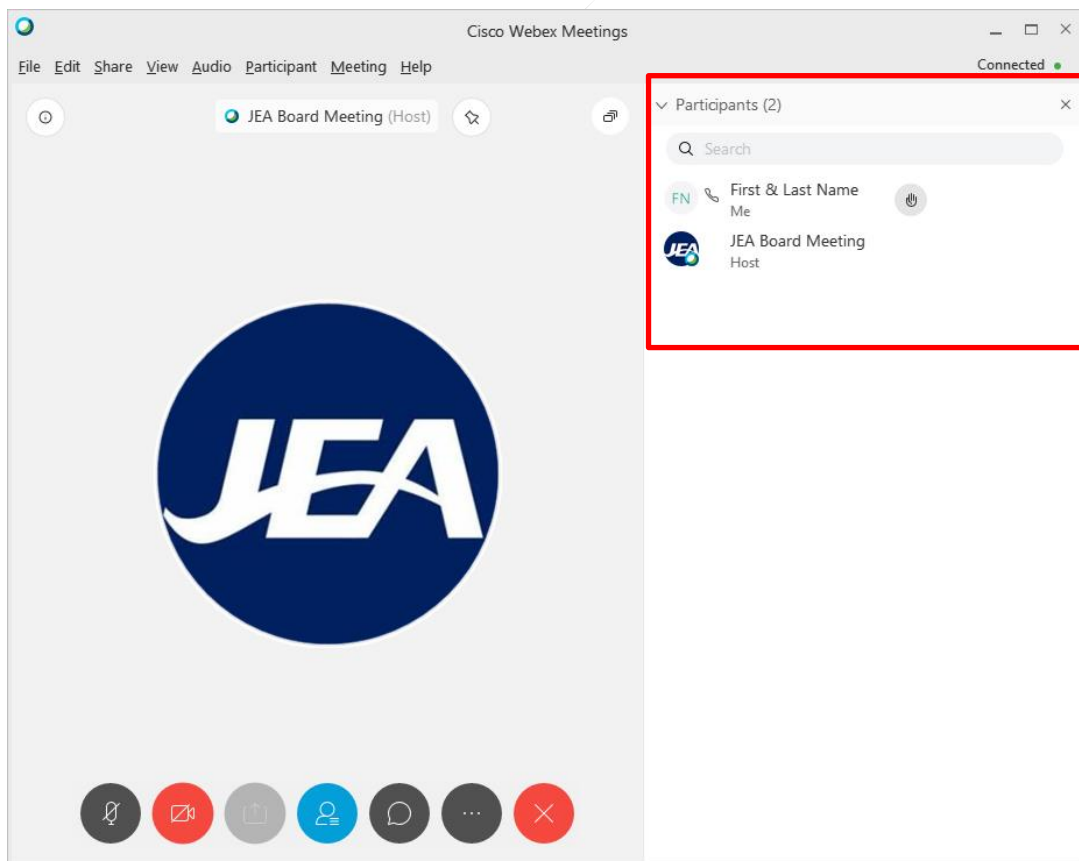 Cisco Webex Meetings
File Edit Share View Audio Participant Meeting Help
Connected
JEA Board Meeting (Host)
Participants (2)
Search
FN
First & Last Name
Me
JEA
JEA Board Meeting
Host
JEA